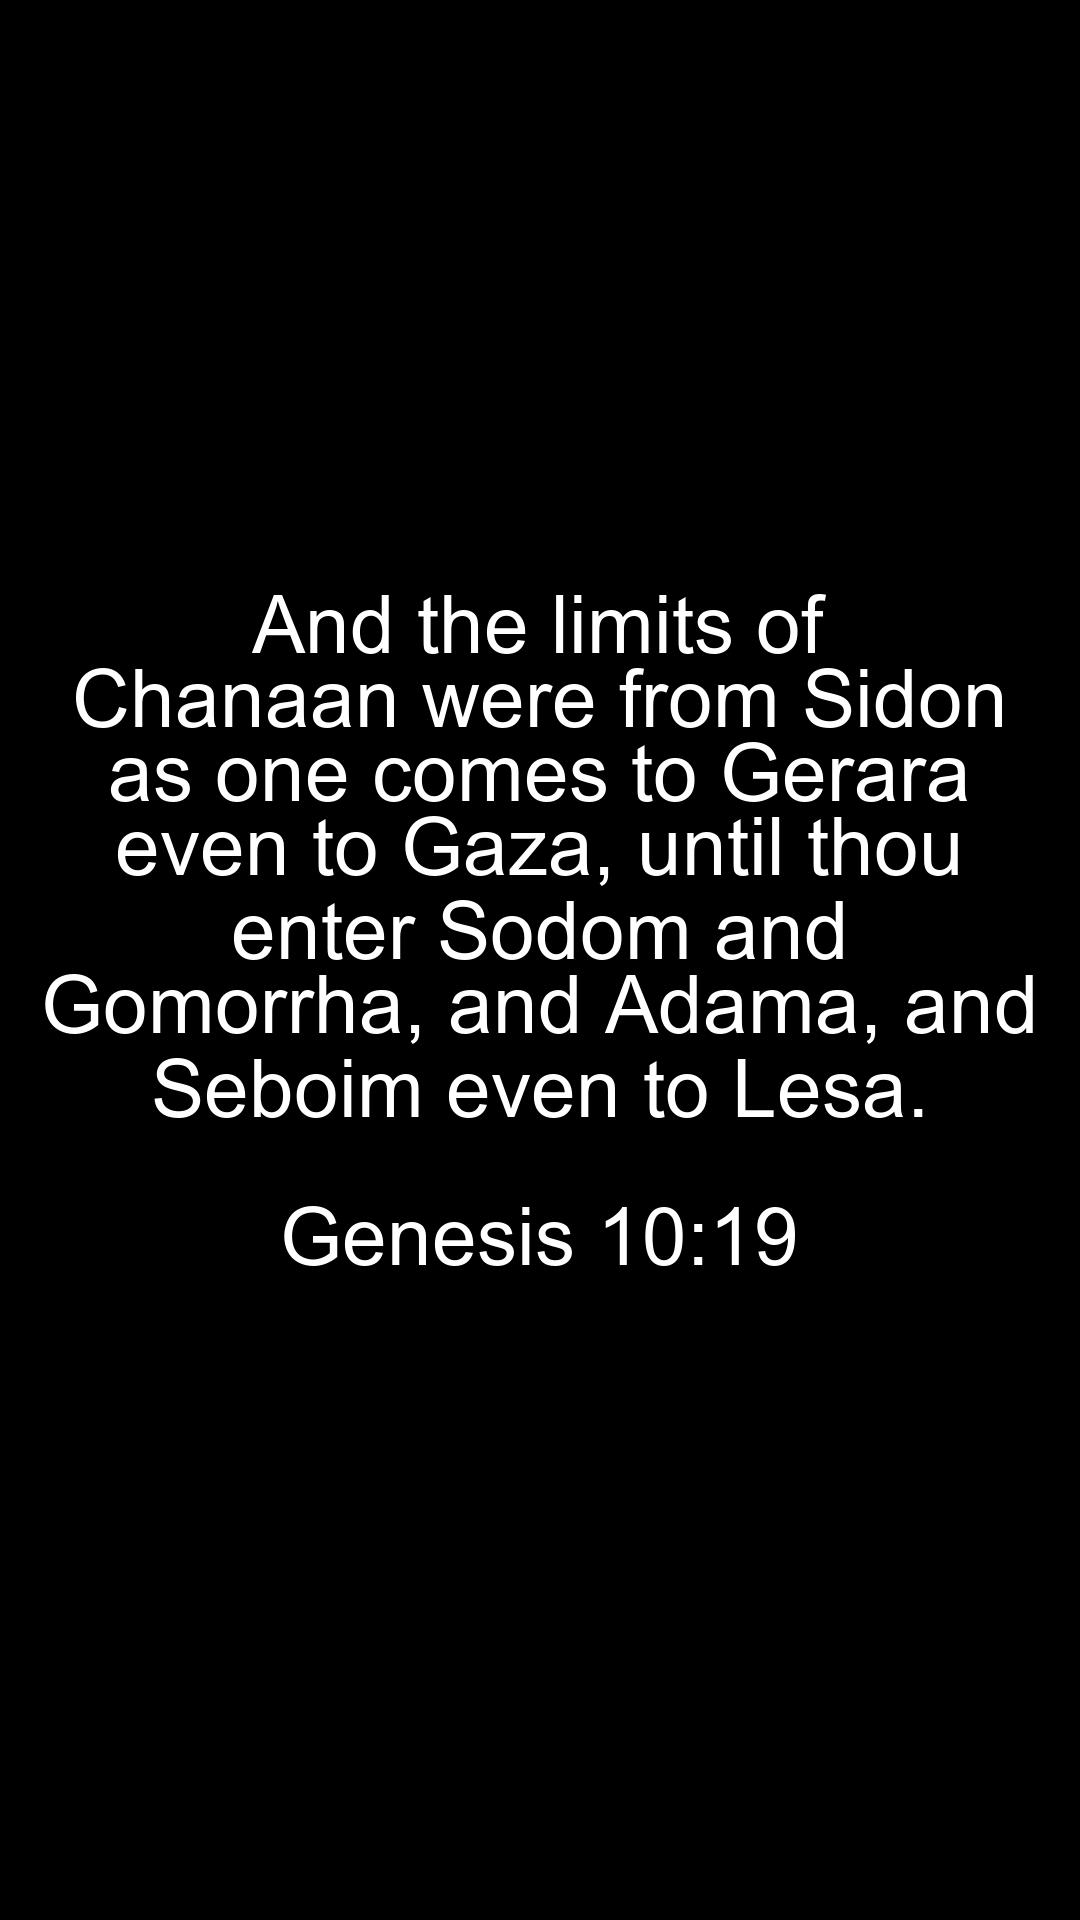 And the limits of
Chanaan were from Sidon
as one comes to Gerara
even to Gaza, until thou
enter Sodom and
Gomorrha, and Adama, and
Seboim even to Lesa.
Genesis 10:19